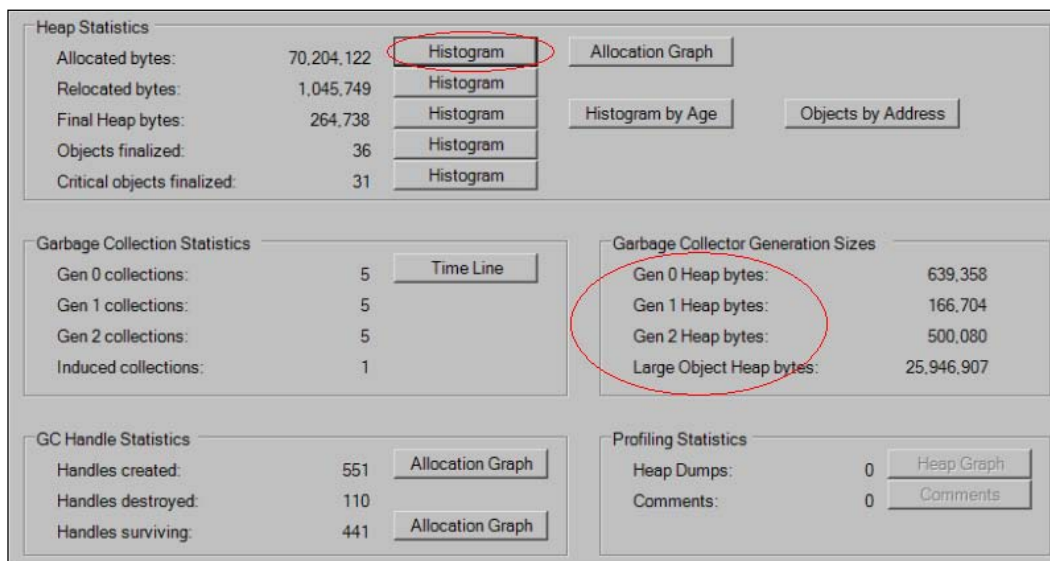 Heap Statistics
Allocated bytes: 70,204,122 Histogram Allocation Graph
Relocated bytes: 1,045,749 Histogram
Final Heap bytes: 264,738 Histogram Histogram by Age Objects by Address
Objects finalized: 36 Histogram
Critical objects finalized: 31 Histogram
Garbage Collection Statistics
Gen 0 collections: 5 Time Line
Gen 1 collections: 5
Gen 2 collections: 5
Induced collections: 1
Garbage Collector Generation Sizes
Gen 0 Heap bytes: 639,358
Gen 1 Heap bytes: 166,704
Gen 2 Heap bytes: 500,080
Large Object Heap bytes: 25,946,907
GC Handle Statistics
Handles created: 551 Allocation Graph
Handles destroyed: 110
Handles surviving: 441 Allocation Graph
Profiling Statistics
Heap Dumps: 0 Heap Graph
Comments: 0 Comments